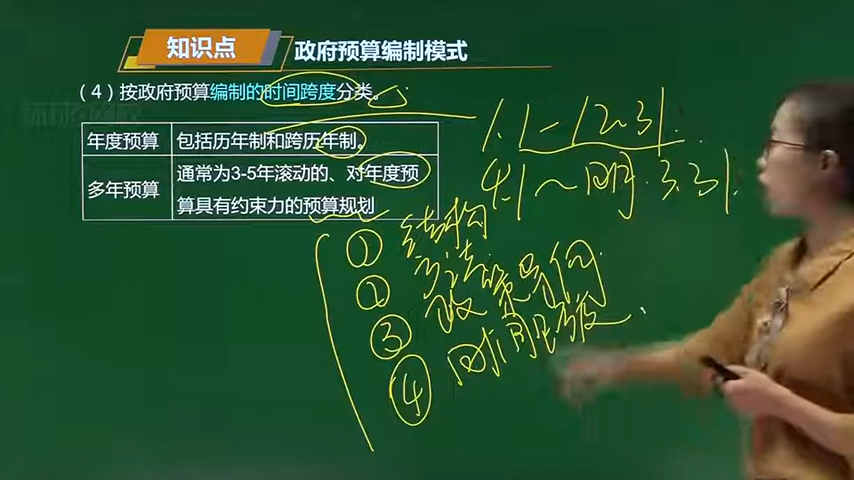 知识点
政府预算编制模式
（4）按政府预算编制的时间跨度分类。
年度预算 包括历年制和跨历年制。
多年预算 通常为3-5年滚动的、对年度预
算具有约束力的预算规划
1.1－12.31.
4.1～明 3.31.
① 结构
② 方法
③ 政策导向
④ 时间跨度